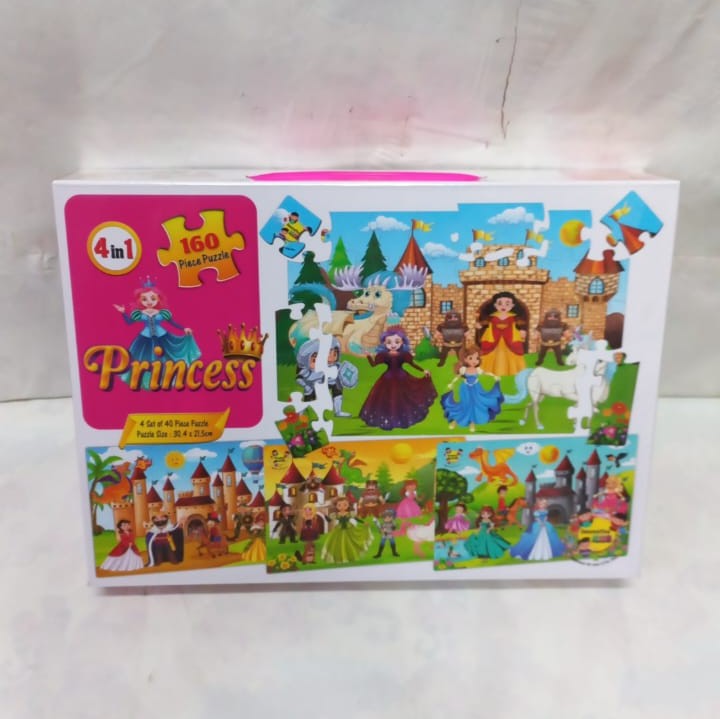 4 in 1
160
Piece Puzzle
Princess
4 Set of 40 Piece Puzzle
Puzzle Size : 30.4 x 21.5cm